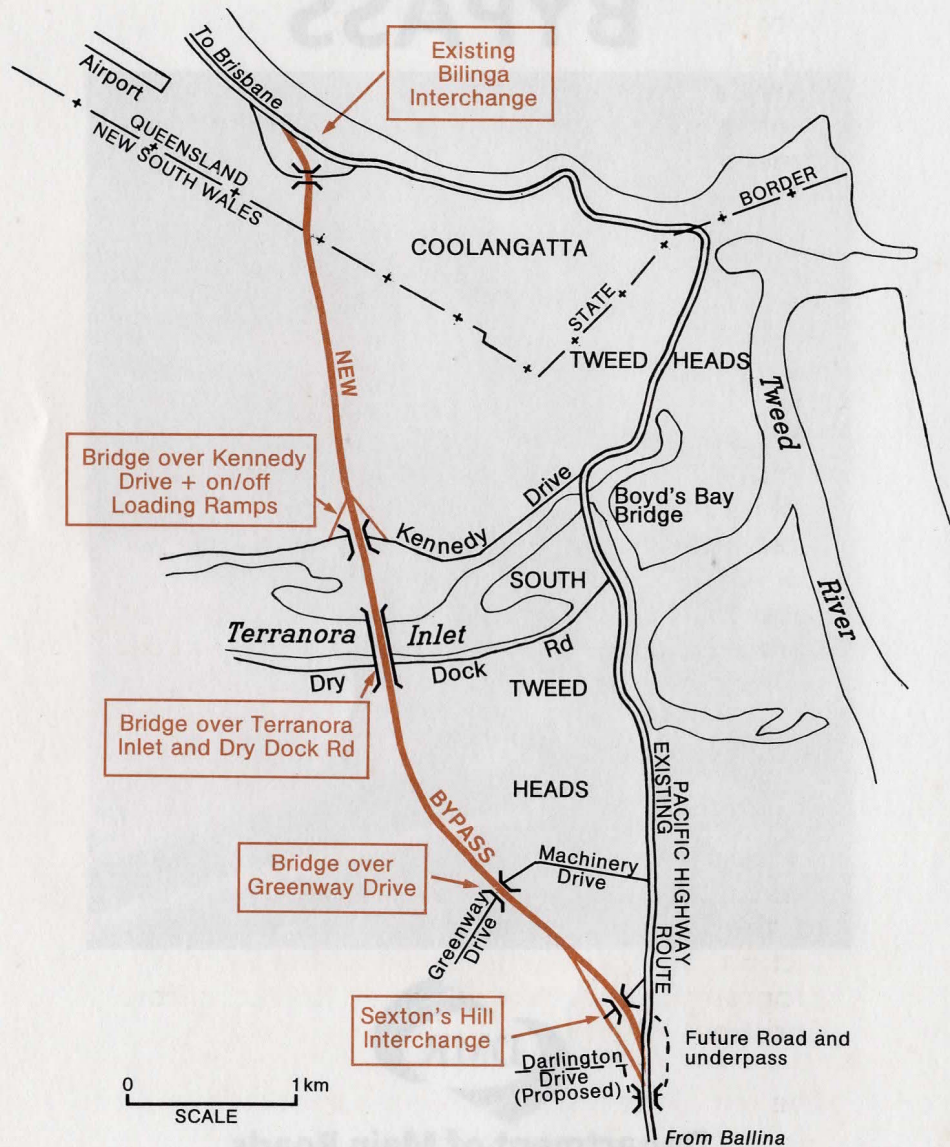 BYPASS
To Brisbane
Airport
Existing
Bilinga
Interchange
QUEENSLAND
NEW SOUTH WALES
BORDER
COOLANGATTA
STATE
TWEED HEADS
NEW
Tweed
River
Bridge over Kennedy
Drive + on/off
Loading Ramps
Kennedy Drive
Boyd's Bay
Bridge
SOUTH
TWEED
HEADS
Terranora Inlet
Dry Dock Rd
Bridge over Terranora
Inlet and Dry Dock Rd
BYPASS
EXISTING
PACIFIC HIGHWAY
ROUTE
Bridge over
Greenway Drive
Machinery
Drive
Greenway
Drive
Sexton's Hill
Interchange
Future Road and
underpass
Darlington
Drive
(Proposed)
0 1 km
SCALE
From Ballina